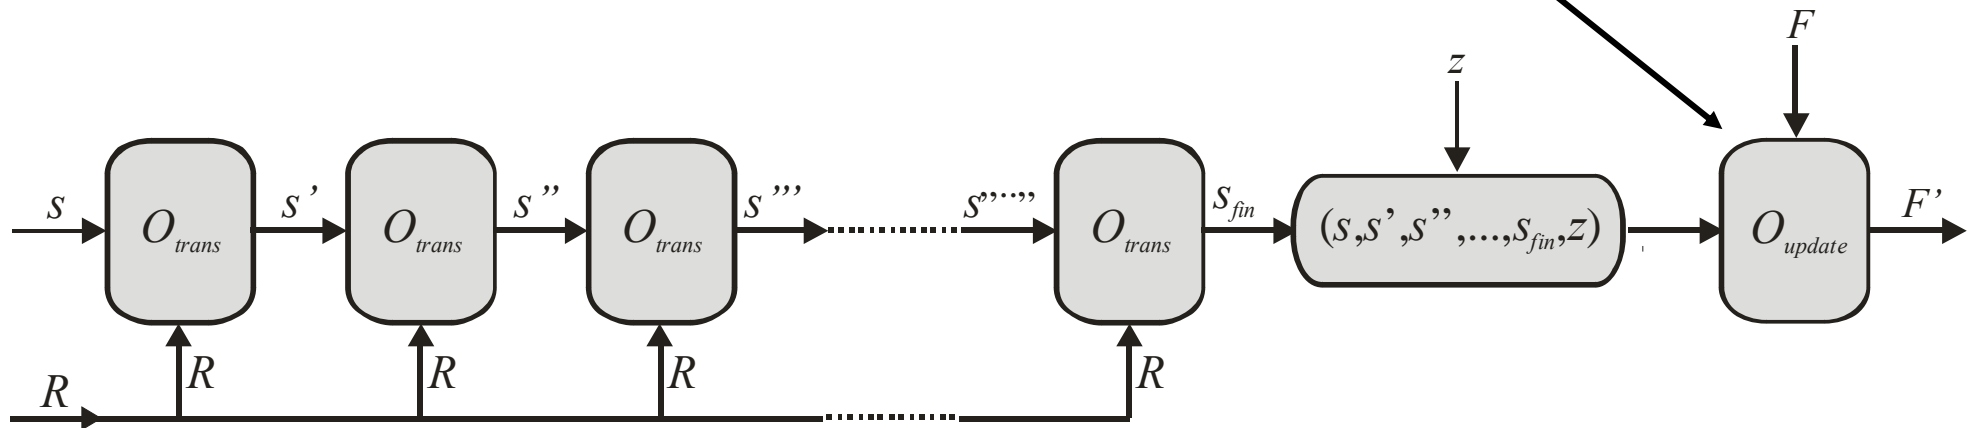 F
z
s
s’
s’’
s’’’
s’’····’’
s_fin
F’
O_trans
O_trans
O_trans
O_trans
(s,s’,s’’,...,s_fin,z)
O_update
R
R
R
R
R